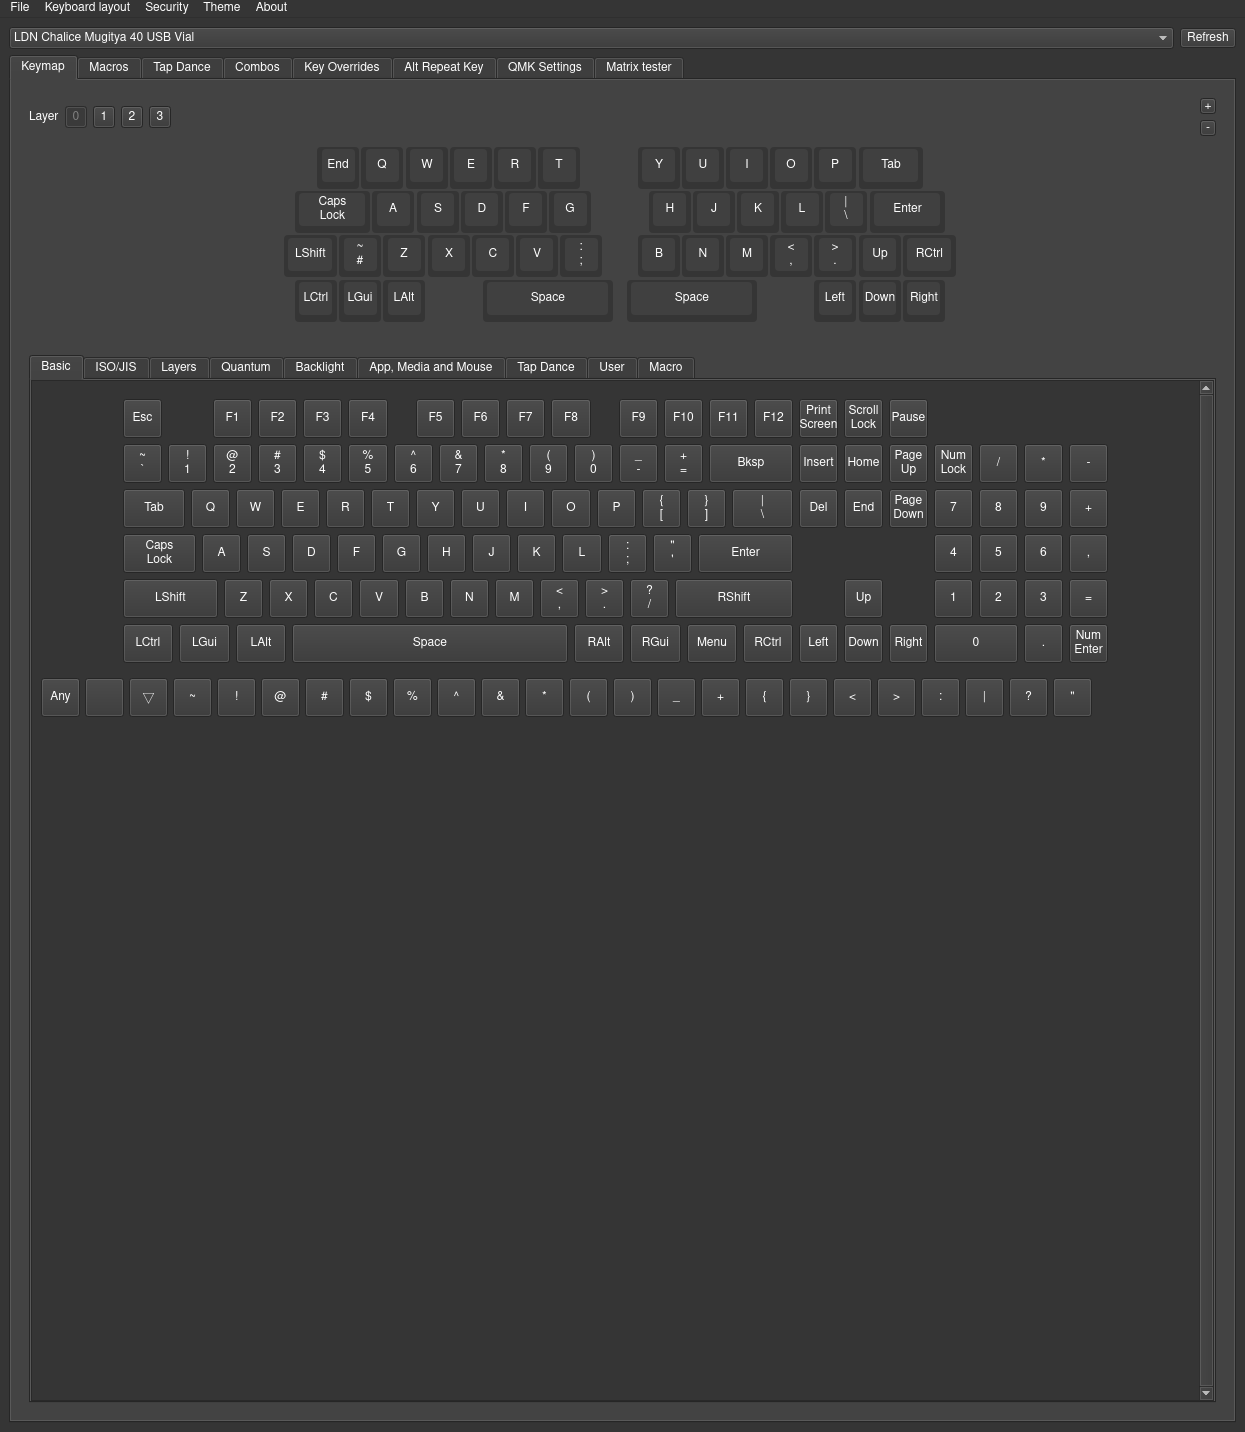 File Keyboard layout Security Theme About
LDN Chalice Mugitya 40 USB Vial Refresh
Keymap Macros Tap Dance Combos Key Overrides Alt Repeat Key QMK Settings Matrix tester
+
Layer 0 1 2 3
-
End Q W E R T Y U I O P Tab
Caps Lock A S D F G H J K L | \ Enter
LShift ~ # Z X C V : ; B N M < , > . Up RCtrl
LCtrl LGui LAlt Space Space Left Down Right
Basic ISO/JIS Layers Quantum Backlight App, Media and Mouse Tap Dance User Macro
Esc F1 F2 F3 F4 F5 F6 F7 F8 F9 F10 F11 F12 Print Screen Scroll Lock Pause
~ ` ! 1 @ 2 # 3 $ 4 % 5 ^ 6 & 7 * 8 ( 9 ) 0 _ - + = Bksp Insert Home Page Up Num Lock / * -
Tab Q W E R T Y U I O P { [ } ] | \ Del End Page Down 7 8 9 +
Caps Lock A S D F G H J K L : ; " ' Enter 4 5 6 ,
LShift Z X C V B N M < , > . ? / RShift Up 1 2 3 =
LCtrl LGui LAlt Space RAlt RGui Menu RCtrl Left Down Right 0 . Num Enter
Any ▽ ~ ! @ # $ % ^ & * ( ) _ + { } < > : | ? "